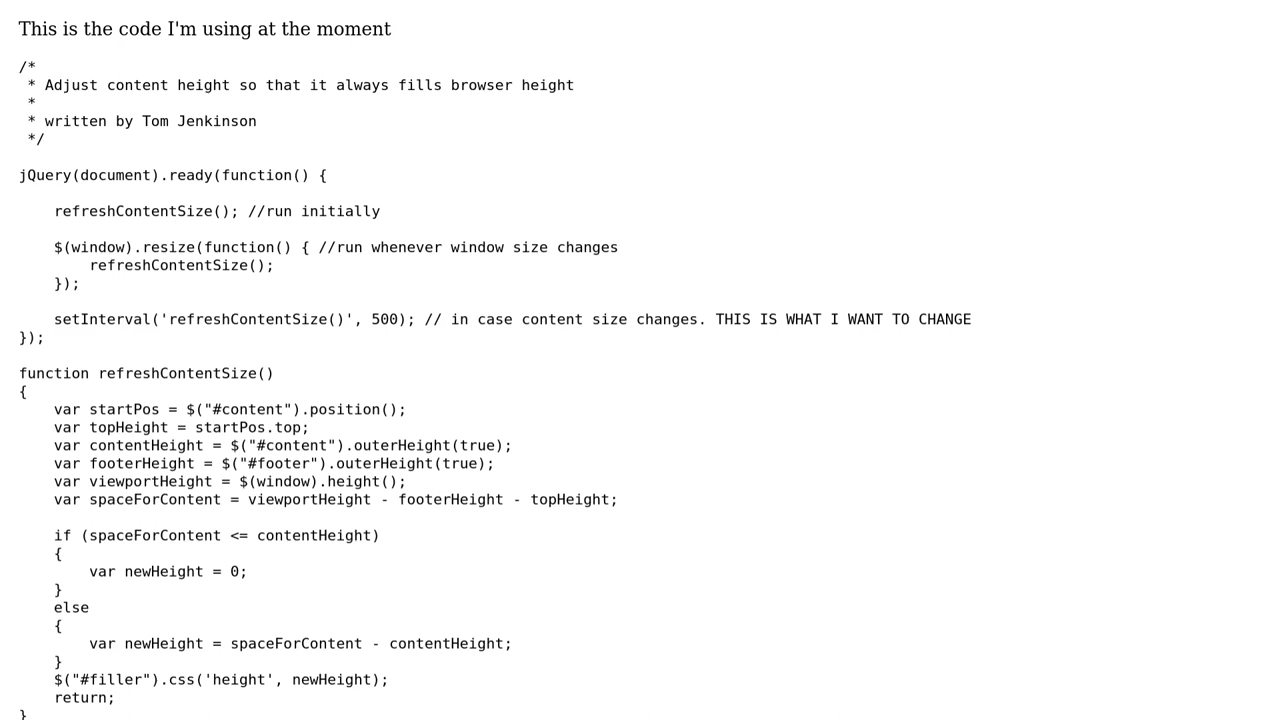 This is the code I'm using at the moment
/*
 * Adjust content height so that it always fills browser height
 *
 * written by Tom Jenkinson
 */
jQuery(document).ready(function() {
    refreshContentSize(); //run initially
    $(window).resize(function() { //run whenever window size changes
        refreshContentSize();
    });
    setInterval('refreshContentSize()', 500); // in case content size changes. THIS IS WHAT I WANT TO CHANGE
});
function refreshContentSize()
{
    var startPos = $("#content").position();
    var topHeight = startPos.top;
    var contentHeight = $("#content").outerHeight(true);
    var footerHeight = $("#footer").outerHeight(true);
    var viewportHeight = $(window).height();
    var spaceForContent = viewportHeight - footerHeight - topHeight;
    if (spaceForContent <= contentHeight)
    {
        var newHeight = 0;
    }
    else
    {
        var newHeight = spaceForContent - contentHeight;
    }
    $("#filler").css('height', newHeight);
    return;
}